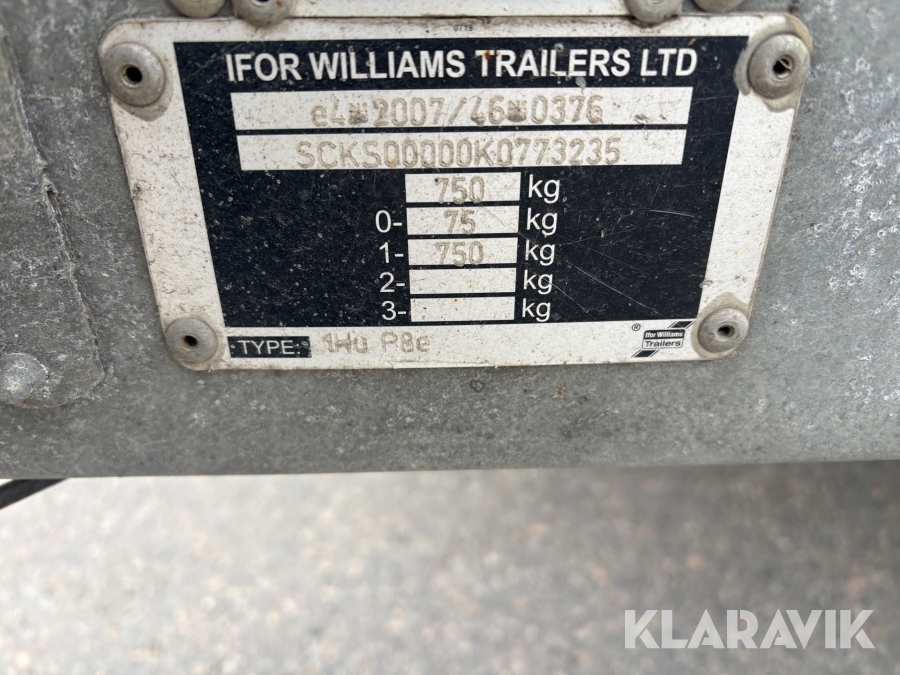 IFOR WILLIAMS TRAILERS LTD
e4*2007/46*0376
SCKS00000K0773235
750 kg
0- 75 kg
1- 750 kg
2- kg
3- kg
TYPE: 1Hu P8e
® Ifor Williams
Trailers
KLARAVIK